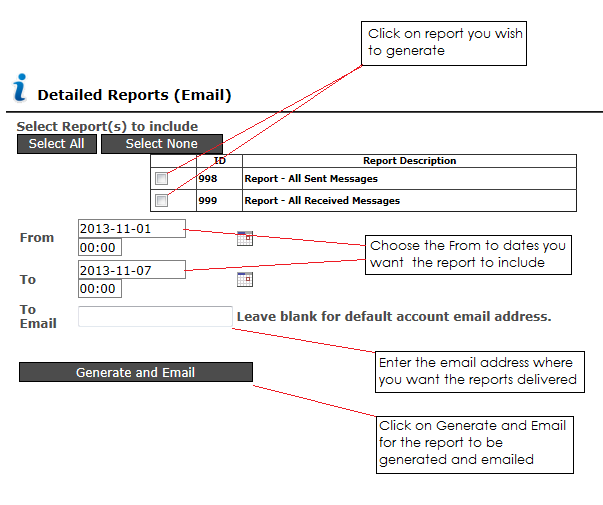 Click on report you wish
to generate
Detailed Reports (Email)
Select Report(s) to include
Select All Select None
ID Report Description
998 Report - All Sent Messages
999 Report - All Received Messages
From 2013-11-01
00:00
Choose the From to dates you
want the report to include
To 2013-11-07
00:00
To
Email
Leave blank for default account email address.
Enter the email address where
you want the reports delivered
Generate and Email
Click on Generate and Email
for the report to be
generated and emailed